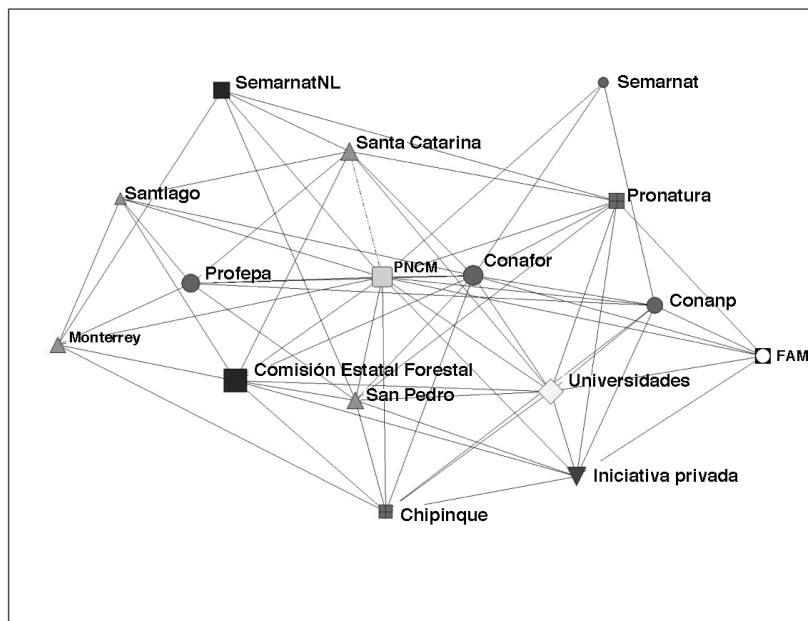 SemarnatNL
Semarnat
Santa Catarina
Santiago
Pronatura
Profepa
PNCM
Conafor
Conanp
Monterrey
FAM
Comisión Estatal Forestal
Universidades
San Pedro
Iniciativa privada
Chipinque